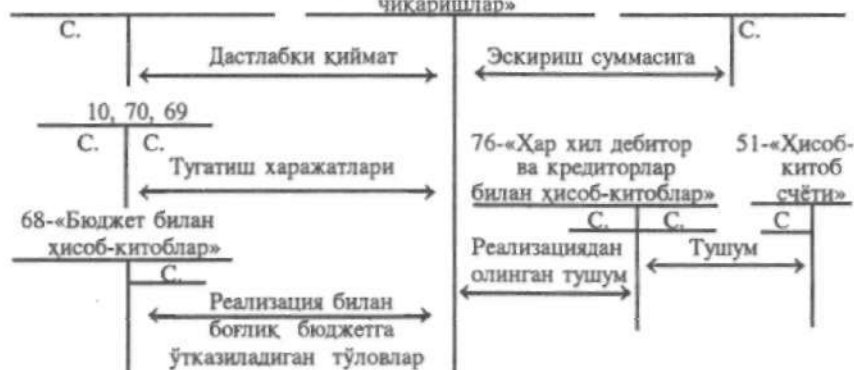 чиқаришлар»
С.
С.
Дастлабки қиймат
Эскириш суммасига
10, 70, 69
С. С.
Тугатиш харажатлари
76-«Ҳар хил дебитор
ва кредиторлар
билан ҳисоб-китоблар»
51-«Ҳисоб-
китоб
счёти»
С. С.
С
68-«Бюджет билан
ҳисоб-китоблар»
С.
Реализациядан
олинган тушум
Тушум
Реализация билан
боғлиқ бюджетга
ўтказиладиган тўловлар